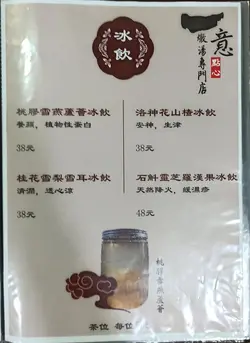 冰飲
意
點心
燉湯專門店
桃膠雪燕蘆薈冰飲
養顏，植物性蛋白
38元
洛神花山楂冰飲
安神，生津
38元
桂花雪梨雪耳冰飲
清潤，透心涼
38元
石斛靈芝羅漢果冰飲
天然降火，緩濕疹
48元
桃膠雪燕蘆薈
茶位 每位